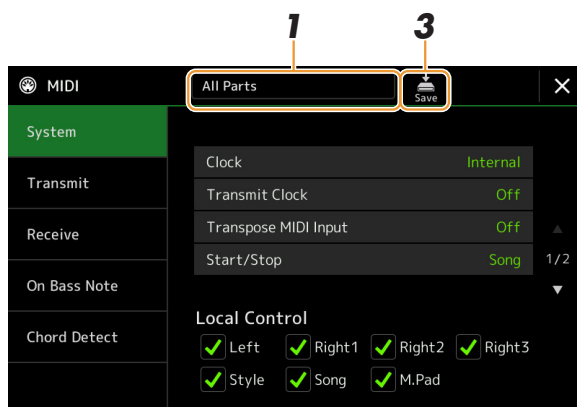 1 3
MIDI All Parts Save
System
Clock Internal
Transmit
Transmit Clock Off
Transpose MIDI Input Off
Receive
Start/Stop Song 1/2
On Bass Note
Local Control
Chord Detect
Left Right1 Right2 Right3
Style Song M.Pad